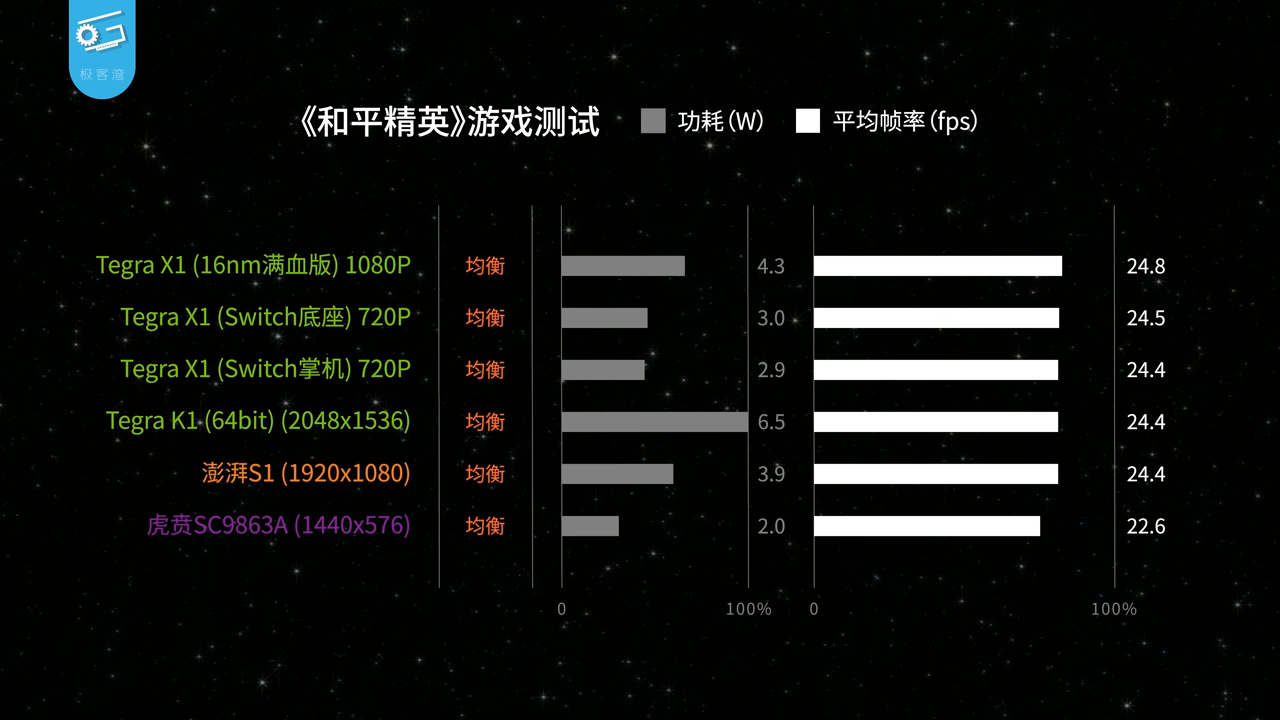 极客湾
《和平精英》游戏测试 功耗(W) 平均帧率(fps)
Tegra X1 (16nm满血版) 1080P 均衡 4.3 24.8
Tegra X1 (Switch底座) 720P 均衡 3.0 24.5
Tegra X1 (Switch掌机) 720P 均衡 2.9 24.4
Tegra K1 (64bit) (2048x1536) 均衡 6.5 24.4
澎湃S1 (1920x1080) 均衡 3.9 24.4
虎贲SC9863A (1440x576) 均衡 2.0 22.6
0 100% 0 100%